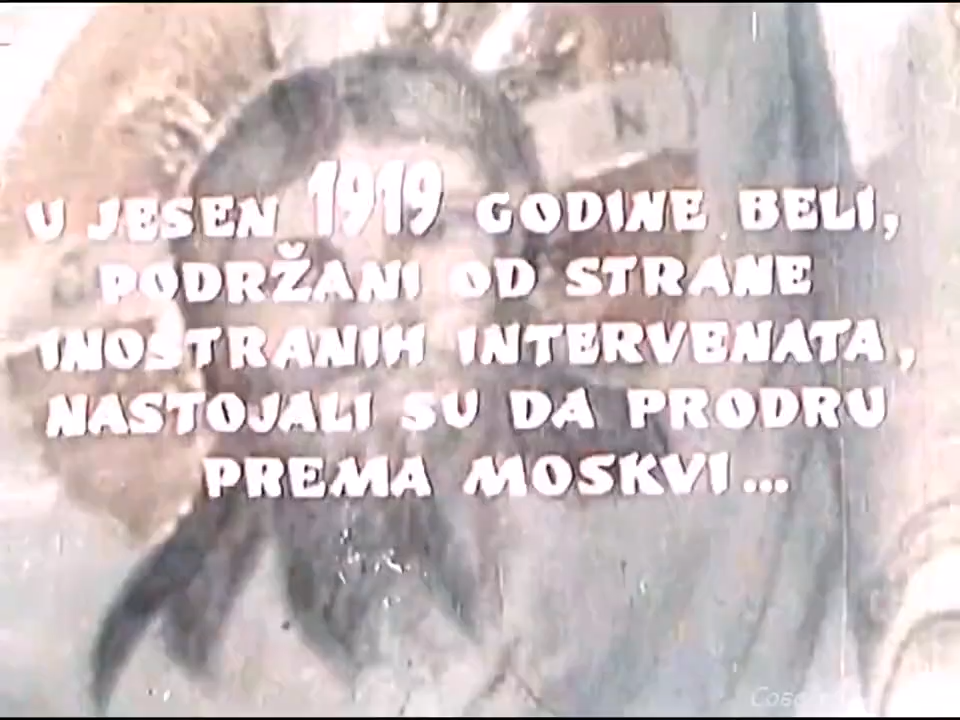 U JESEN 1919 GODINE BELI,
PODRŽANI OD STRANE
INOSTRANIH INTERVENATA,
NASTOJALI SU DA PRODRU
PREMA MOSKVI...